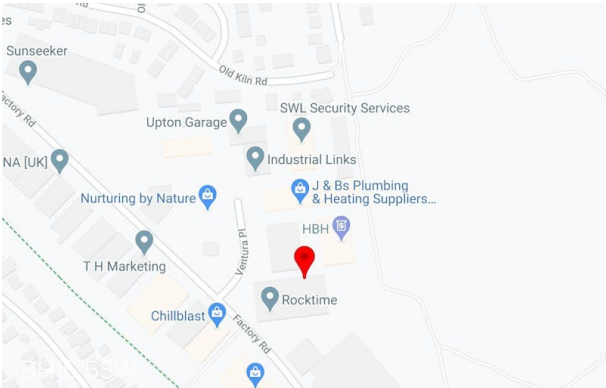 Sunseeker
Old Kiln Rd
Factory Rd
SWL Security Services
Upton Garage
Industrial Links
NA [UK]
J & Bs Plumbing
& Heating Suppliers...
Nurturing by Nature
HBH
Ventura Pl
T H Marketing
Rocktime
Chillblast
Factory Rd